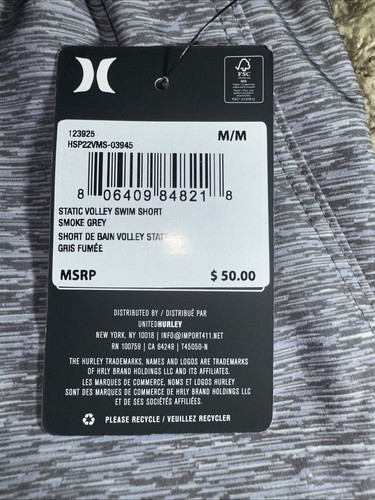 FSC
123925
M/M
HSP22VMS-03945
8 06409 84821 8
STATIC VOLLEY SWIM SHORT
SMOKE GREY
SHORT DE BAIN VOLLEY
GRIS FUMÉE
MSRP
$ 50.00
DISTRIBUTED BY / DISTRIBUÉ PAR
UNITEDHURLEY
NEW YORK, NY 10018 | INFO@IMPORT411.NET
RN 100759 | CA 64248 | T45050-N
THE HURLEY TRADEMARKS, NAMES AND LOGOS ARE TRADEMARKS
OF HRLY BRAND HOLDINGS LLC AND ITS AFFILIATES.
LES MARQUES DE COMMERCE, NOMS ET LOGOS HURLEY
SONT DES MARQUES DE COMMERCE DE HRLY BRAND HOLDINGS LLC
ET DE SES SOCIÉTÉS AFFILIÉES.
PLEASE RECYCLE / VEUILLEZ RECYCLER